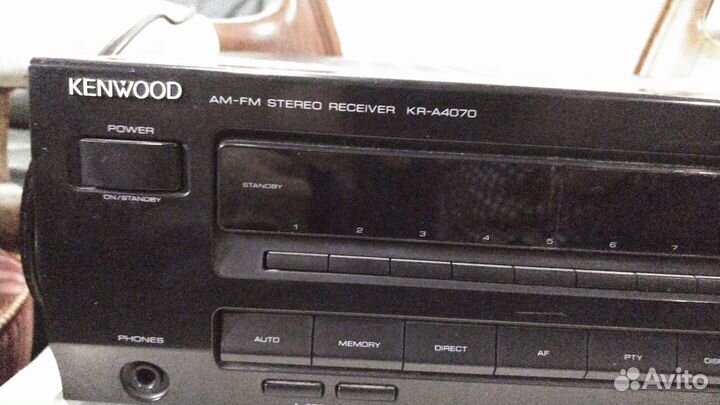 KENWOOD
AM-FM STEREO RECEIVER KR-A4070
POWER
ON/STANDBY
STANDBY
1 2 3 4 5 6 7
PHONES
AUTO MEMORY DIRECT AF PTY
Avito